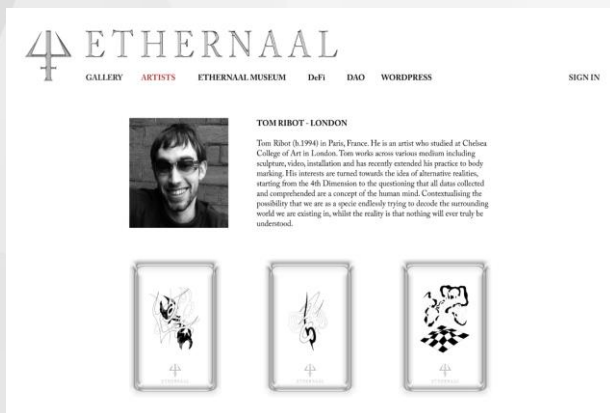 ETHERNAAL
GALLERY ARTISTS ETHERNAAL MUSEUM DeFi DAO WORDPRESS SIGN IN
TOM RIBOT - LONDON
Tom Ribot (b.1994) in Paris, France. He is an artist who studied at Chelsea
College of Art in London. Tom works across various medium including
sculpture, video, installation and has recently extended his practice to body
marking. His interests are turned towards the idea of alternative realities,
starting from the 4th Dimension to the questioning that all datas collected
and comprehended are a concept of the human mind. Contextualising the
possibility that we are as a specie endlessly trying to decode the surrounding
world we are existing in, whilst the reality is that nothing will ever truly be
understood.
ETHERNAAL ETHERNAAL ETHERNAAL